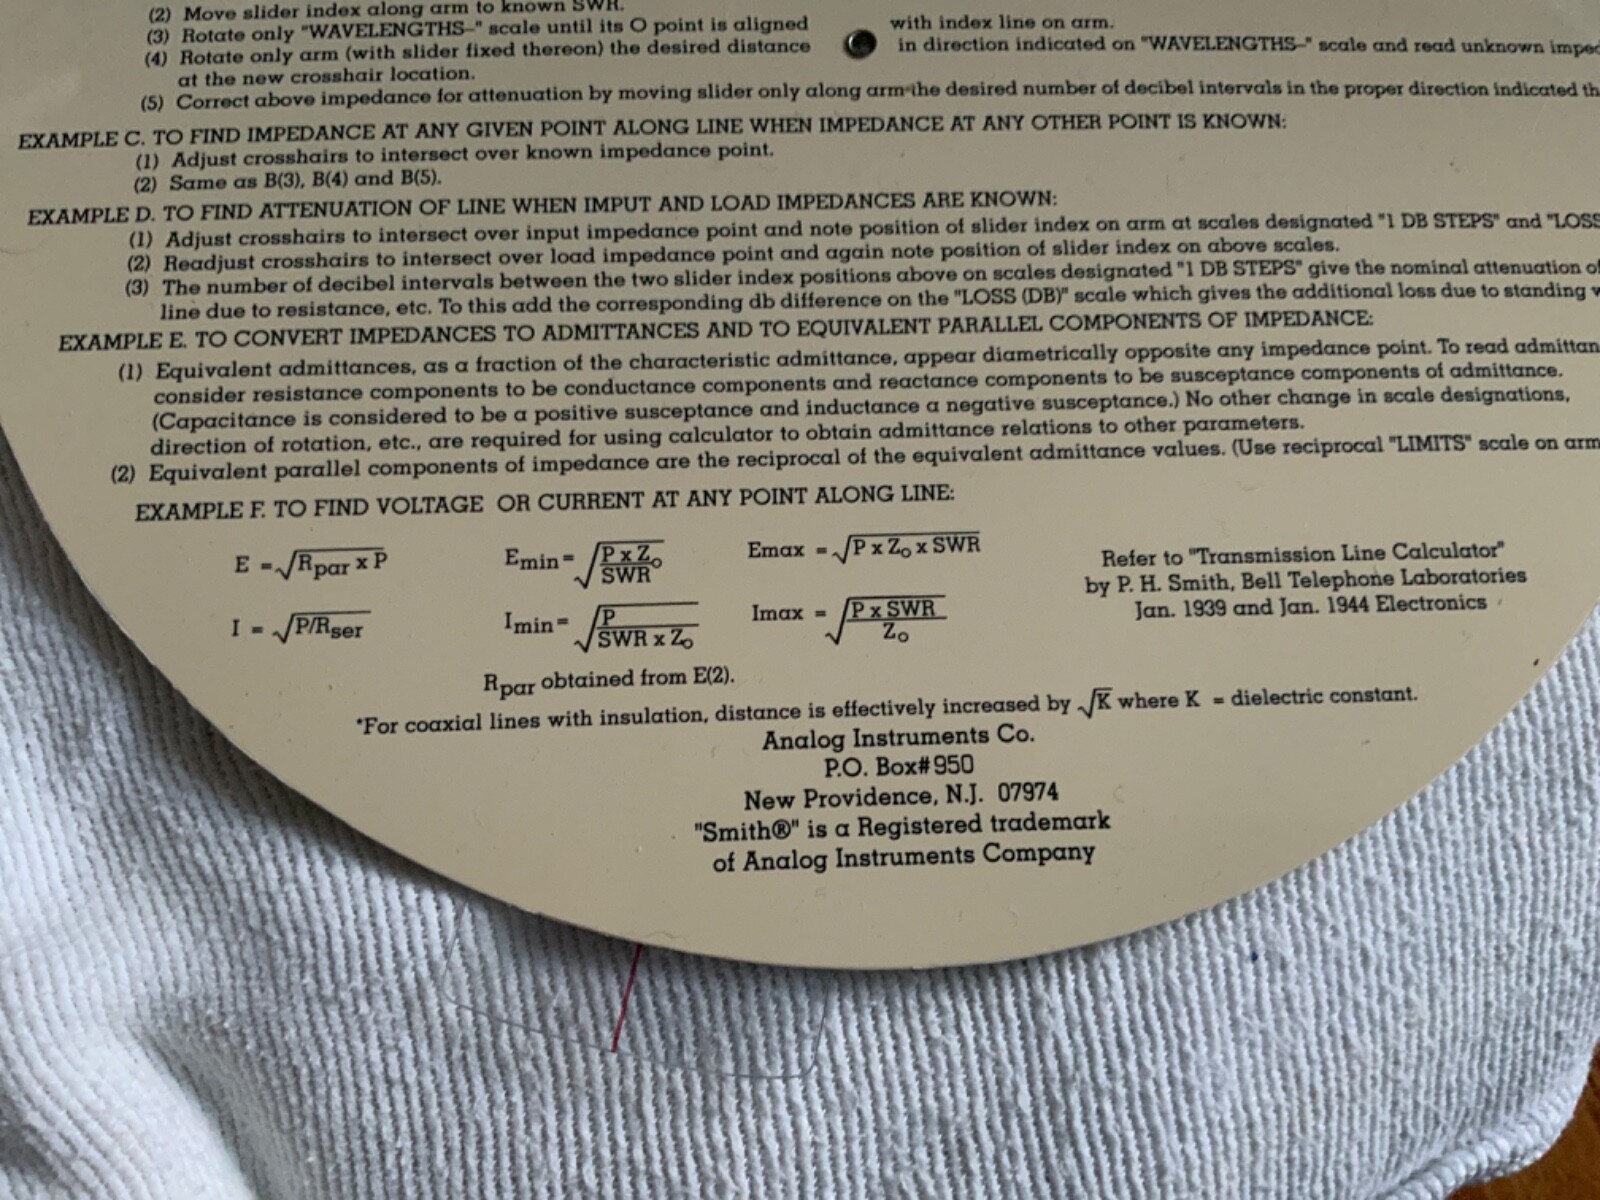 (2) Move slider index along arm to known SWR.
(3) Rotate only "WAVELENGTHS–" scale until its O point is aligned with index line on arm.
(4) Rotate only arm (with slider fixed thereon) the desired distance in direction indicated on "WAVELENGTHS–" scale and read unknown
at the new crosshair location.
(5) Correct above impedance for attenuation by moving slider only along arm the desired number of decibel intervals in the proper direction indicated
EXAMPLE C. TO FIND IMPEDANCE AT ANY GIVEN POINT ALONG LINE WHEN IMPEDANCE AT ANY OTHER POINT IS KNOWN:
(1) Adjust crosshairs to intersect over known impedance point.
(2) Same as B(3), B(4) and B(5).
EXAMPLE D. TO FIND ATTENUATION OF LINE WHEN IMPUT AND LOAD IMPEDANCES ARE KNOWN:
(1) Adjust crosshairs to intersect over input impedance point and note position of slider index on arm at scales designated "1 DB STEPS" and "LOSS
(2) Readjust crosshairs to intersect over load impedance point and again note position of slider index on above scales.
(3) The number of decibel intervals between the two slider index positions above on scales designated "1 DB STEPS" give the nominal attenuation of
line due to resistance, etc. To this add the corresponding db difference on the "LOSS (DB)" scale which gives the additional loss due to standing
EXAMPLE E. TO CONVERT IMPEDANCES TO ADMITTANCES AND TO EQUIVALENT PARALLEL COMPONENTS OF IMPEDANCE:
(1) Equivalent admittances, as a fraction of the characteristic admittance, appear diametrically opposite any impedance point. To read
consider resistance components to be conductance components and reactance components to be susceptance components of admittance.
(Capacitance is considered to be a positive susceptance and inductance a negative susceptance.) No other change in scale designations,
direction of rotation, etc., are required for using calculator to obtain admittance relations to other parameters.
(2) Equivalent parallel components of impedance are the reciprocal of the equivalent admittance values. (Use reciprocal "LIMITS" scale on arm
EXAMPLE F. TO FIND VOLTAGE OR CURRENT AT ANY POINT ALONG LINE:
E = √Rpar x P
Emin = √P x Zo / SWR
Emax = √P x Zo x SWR
I = √P/Rser
Imin = √P / SWR x Zo
Imax = √P x SWR / Zo
Refer to "Transmission Line Calculator"
by P. H. Smith, Bell Telephone Laboratories
Jan. 1939 and Jan. 1944 Electronics
Rpar obtained from E(2).
*For coaxial lines with insulation, distance is effectively increased by √K where K = dielectric constant.
Analog Instruments Co.
P.O. Box#950
New Providence, N.J. 07974
"Smith®" is a Registered trademark
of Analog Instruments Company